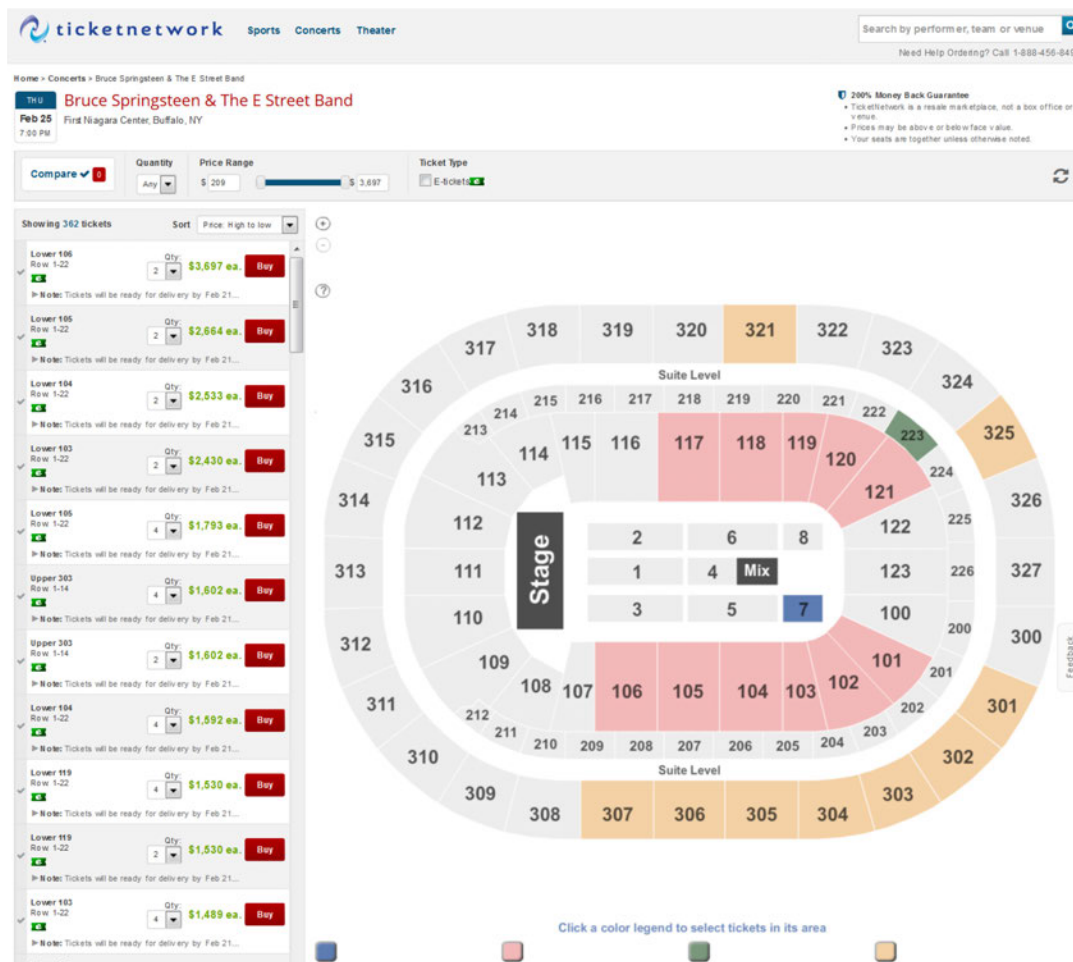 ticketnetwork Sports Concerts Theater
Search by performer, team or venue
Need Help Ordering? Call 1-888-456-849
Home > Concerts > Bruce Springsteen & The E Street Band
THU
Feb 25
7:00 PM
Bruce Springsteen & The E Street Band
First Niagara Center, Buffalo, NY
200% Money Back Guarantee
• TicketNetwork is a resale marketplace, not a box office or
venue.
• Prices may be above or below face value.
• Your seats are together unless otherwise noted.
Compare 0
Quantity
Any
Price Range
$ 209 $ 3,697
Ticket Type
E-tickets
Showing 362 tickets Sort Price: High to low
Lower 106
Row 1-22
Qty:
2 $3,697 ea. Buy
Note: Tickets will be ready for delivery by Feb 21...
Lower 105
Row 1-22
Qty:
2 $2,664 ea. Buy
Note: Tickets will be ready for delivery by Feb 21...
Lower 104
Row 1-22
Qty:
2 $2,533 ea. Buy
Note: Tickets will be ready for delivery by Feb 21...
Lower 103
Row 1-22
Qty:
2 $2,430 ea. Buy
Note: Tickets will be ready for delivery by Feb 21...
Lower 105
Row 1-22
Qty:
4 $1,793 ea. Buy
Note: Tickets will be ready for delivery by Feb 21...
Upper 303
Row 1-14
Qty:
4 $1,602 ea. Buy
Note: Tickets will be ready for delivery by Feb 21...
Upper 303
Row 1-14
Qty:
2 $1,602 ea. Buy
Note: Tickets will be ready for delivery by Feb 21...
Lower 104
Row 1-22
Qty:
4 $1,592 ea. Buy
Note: Tickets will be ready for delivery by Feb 21...
Lower 119
Row 1-22
Qty:
4 $1,530 ea. Buy
Note: Tickets will be ready for delivery by Feb 21...
Lower 119
Row 1-22
Qty:
2 $1,530 ea. Buy
Note: Tickets will be ready for delivery by Feb 21...
Lower 103
Row 1-22
Qty:
4 $1,489 ea. Buy
Note: Tickets will be ready for delivery by Feb 21...
+
-
?
318 319 320 321 322
317 323
316 324
315 325
314 326
313 327
312 300
311 301
310 302
309 303
308 307 306 305 304
Suite Level
213 214 215 216 217 218 219 220 221 222 223 224 225 226
113 114 115 116 117 118 119 120 121
112 122
111 123
110 100
109 108 107 106 105 104 103 102 101
212 211 210 209 208 207 206 205 204 203 202 201 200
Stage
2 6 8
1 4 Mix
3 5 7
Suite Level
Feedback
Click a color legend to select tickets in its area